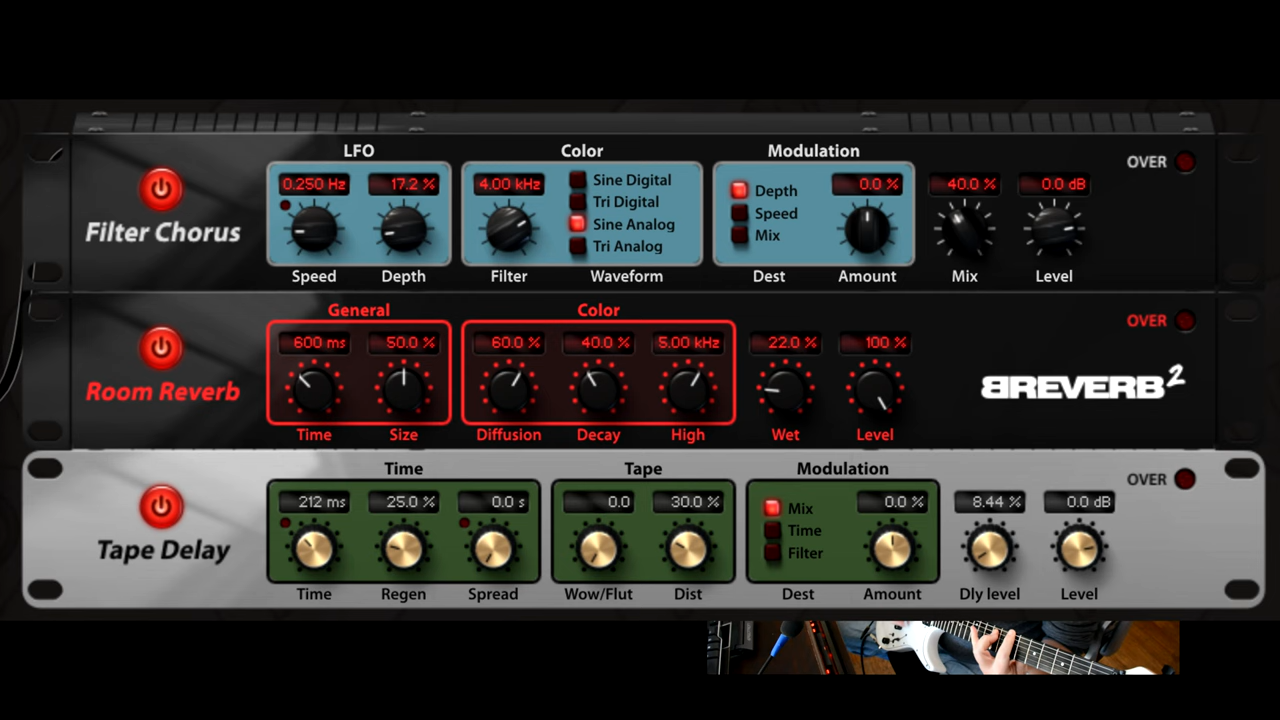 LFO Color Modulation OVER
0.250 Hz 17.2 % 4.00 kHz Sine Digital Depth 0.0 % 40.0 % 0.0 dB
Tri Digital Speed
Filter Chorus Sine Analog Mix
Tri Analog
Speed Depth Filter Waveform Dest Amount Mix Level
General Color OVER
600 ms 50.0 % 60.0 % 40.0 % 5.00 kHz 22.0 % 100 %
Room Reverb BREVERB2
Time Size Diffusion Decay High Wet Level
Time Tape Modulation OVER
212 ms 25.0 % 0.0 s 0.0 30.0 % Mix 0.0 % 8.44 % 0.0 dB
Time
Tape Delay Filter
Time Regen Spread Wow/Flut Dist Dest Amount Dly level Level